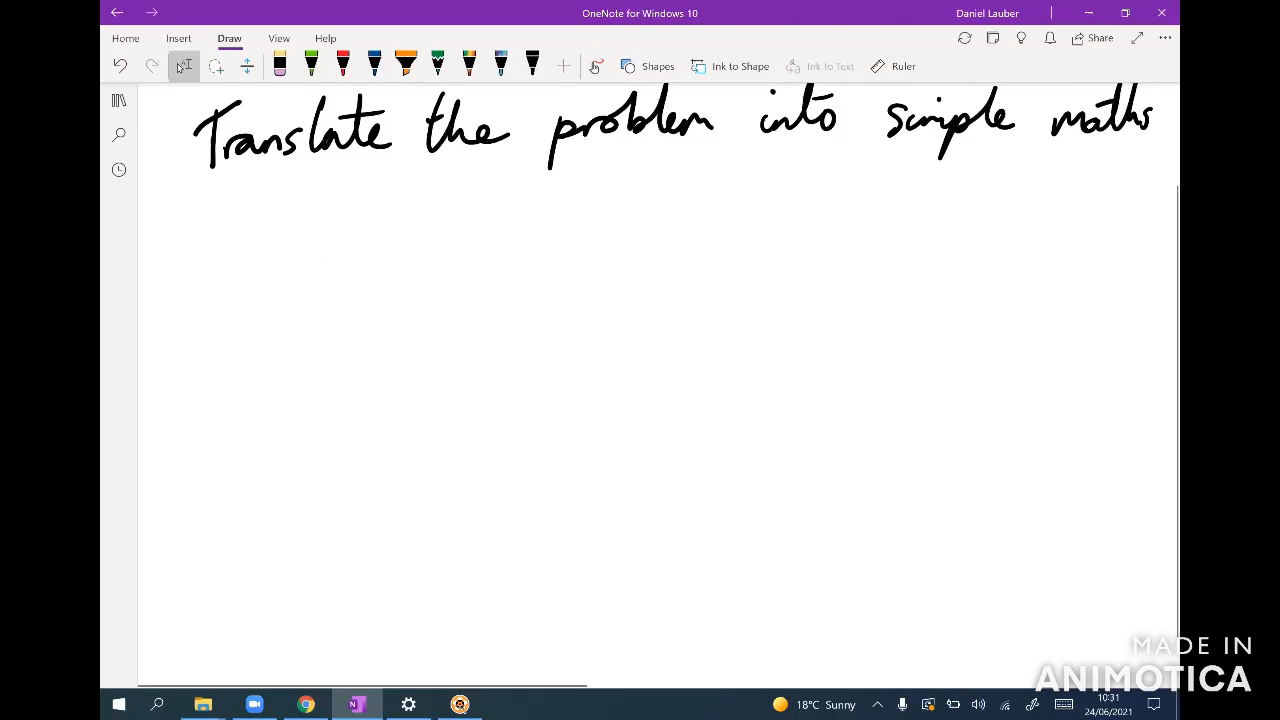 OneNote for Windows 10
Daniel Lauber
Home Insert Draw View Help
Share
Shapes Ink to Shape Ink to Text Ruler
Translate the problem into simple maths
MADE IN
ANIMOTICA
18°C Sunny
10:31
24/06/2021